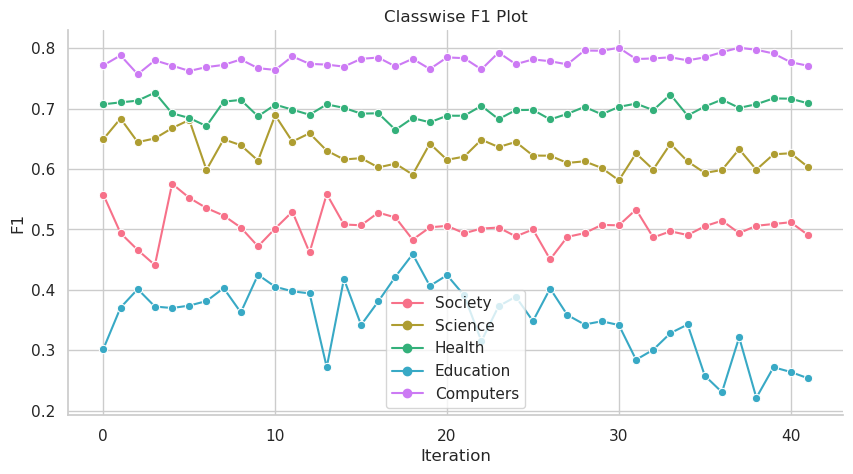 Classwise F1 Plot
0.8
0.7
0.6
0.5
0.4
0.3
0.2
F1
Society
Science
Health
Education
Computers
0 10 20 30 40
Iteration